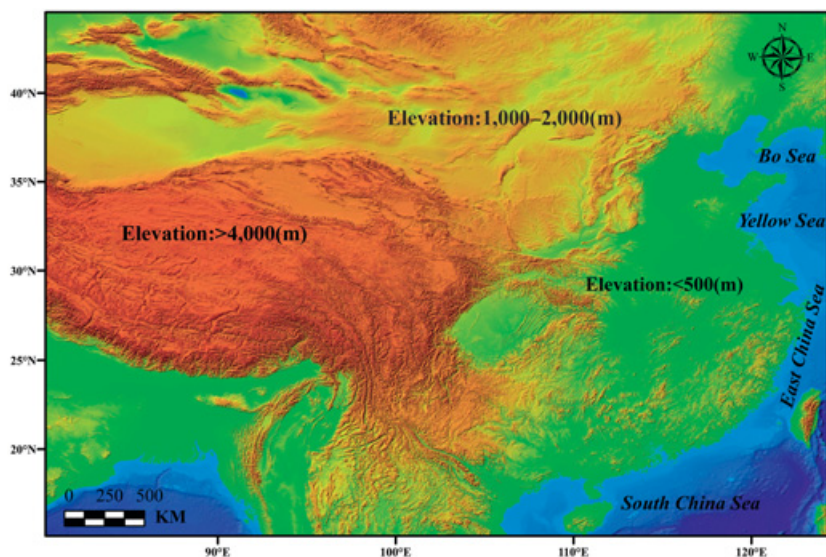 N
W E
S
40°N
Elevation:1,000–2,000(m)
Bo Sea
35°N
Yellow Sea
Elevation:>4,000(m)
30°N
Elevation:<500(m)
25°N
East China Sea
20°N
0 250 500
KM
South China Sea
90°E 100°E 110°E 120°E